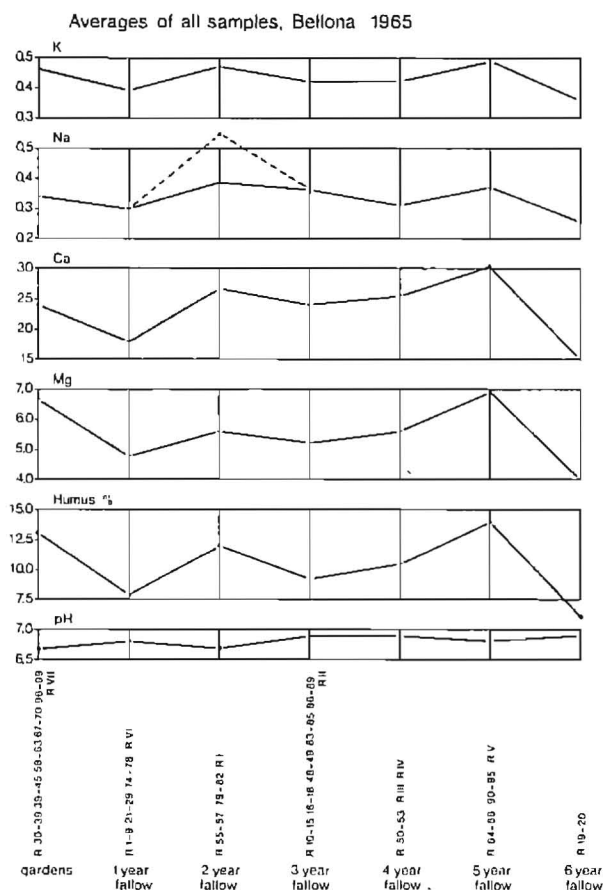 Averages of all samples, Bellona 1965
K
0.5
0.4
0.3
Na
0.5
0.3
0.2
Ca
30
25
20
15
Mg
7.0
6.0
5.0
4.0
Humus %
15.0
12.5
10.0
7.5
pH
7.0
6.5
R VII
R VI
R I
R II
R III R IV
R V
R 19-20
gardens
1 year fallow
2 year fallow
3 year fallow
4 year fallow
5 year fallow
6 year fallow